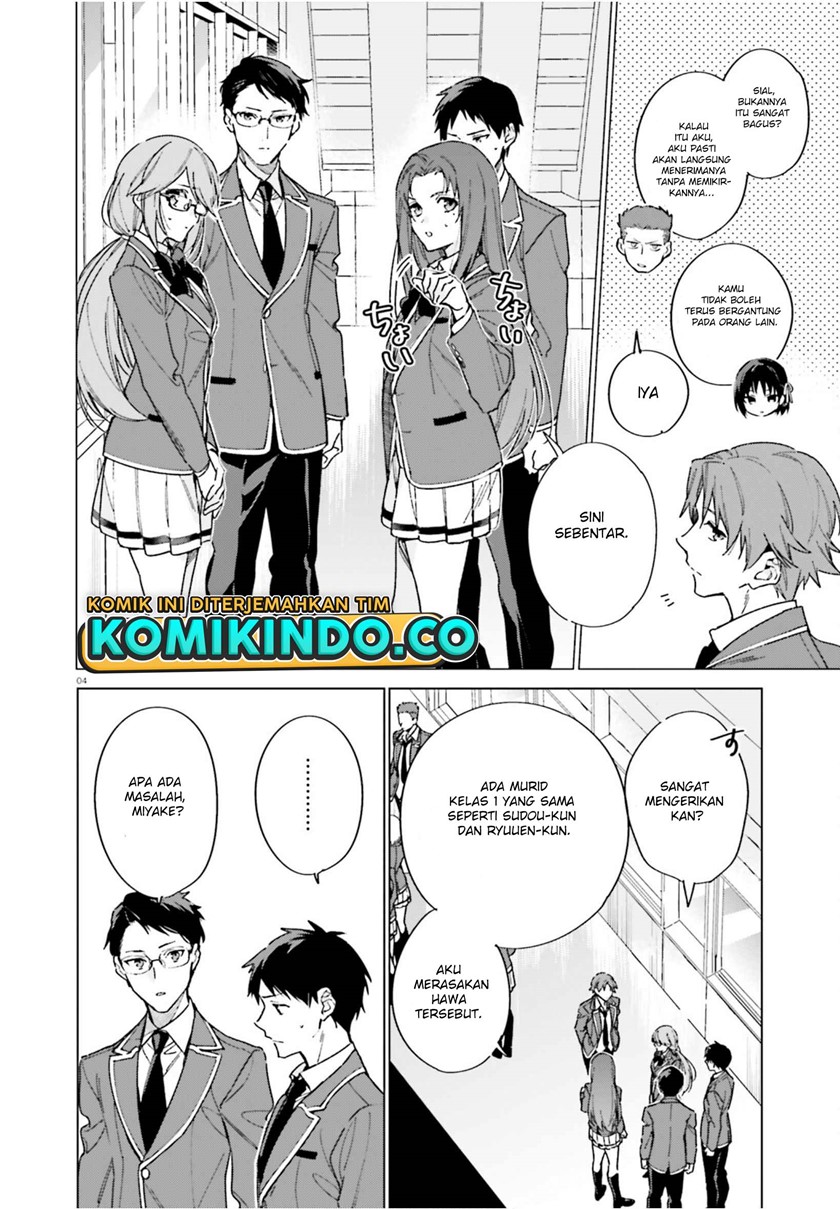 SIAL,
BUKANNYA
ITU SANGAT
BAGUS?
KALAU
ITU AKU,
AKU PASTI
AKAN LANGSUNG
MENERIMANYA
TANPA MEMIKIR-
KANNYA...
KAMU
TIDAK BOLEH
TERUS BERGANTUNG
PADA ORANG LAIN.
IYA
SINI
SEBENTAR.
ちょい
ちょい
KOMIK INI DITERJEMAHKAN TIM
KOMIKINDO.CO
04
す
SANGAT
MENGERIKAN
KAN?
ADA MURID
KELAS 1 YANG SAMA
SEPERTI SUDOU-KUN
DAN RYUUEN-KUN.
AKU
MERASAKAN
HAWA
TERSEBUT.
..........
APA ADA
MASALAH,
MIYAKE?